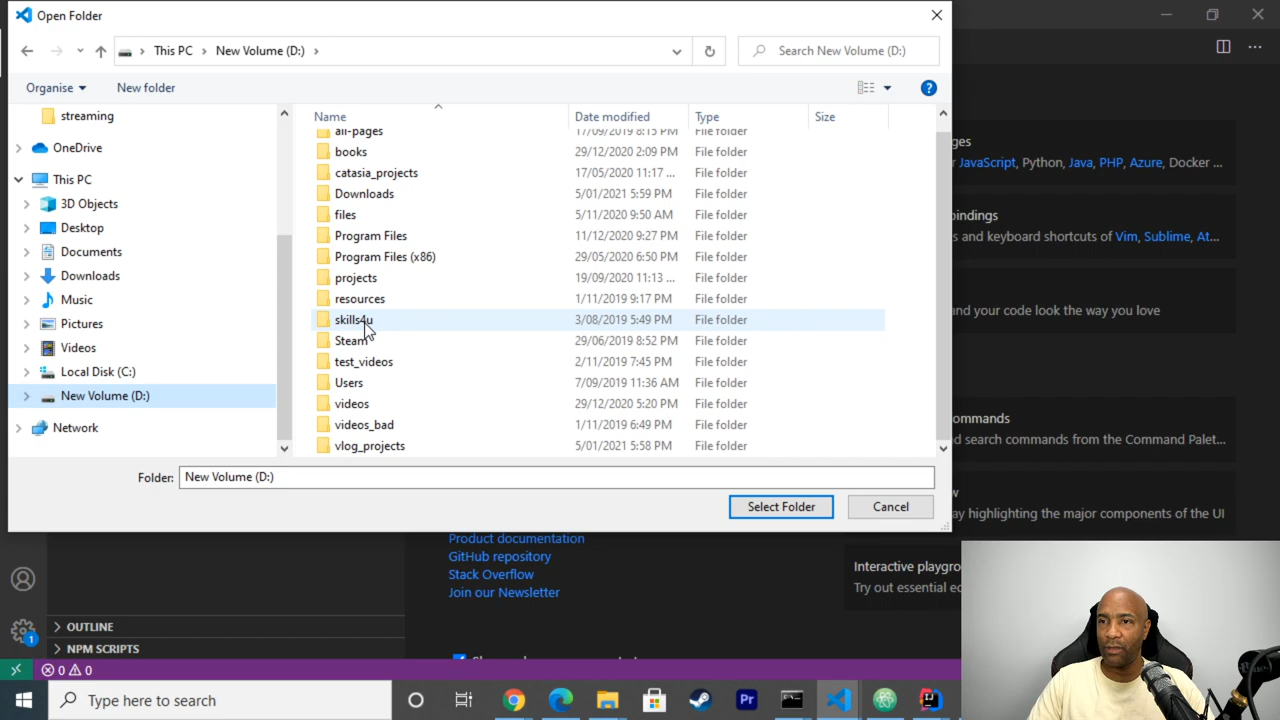 Open Folder
This PC > New Volume (D:) >
Search New Volume (D:)
Organise
New folder
streaming
OneDrive
This PC
3D Objects
Desktop
Documents
Downloads
Music
Pictures
Videos
Local Disk (C:)
New Volume (D:)
Network
Name Date modified Type Size
all-pages 17/09/2019 8:15 PM File folder
books 29/12/2020 2:09 PM File folder
catasia_projects 17/05/2020 11:17 ... File folder
Downloads 5/01/2021 5:59 PM File folder
files 5/11/2020 9:50 AM File folder
Program Files 11/12/2020 9:27 PM File folder
Program Files (x86) 29/05/2020 6:50 PM File folder
projects 19/09/2020 11:13 ... File folder
resources 1/11/2019 9:17 PM File folder
skills4u 3/08/2019 5:49 PM File folder
Steam 29/06/2019 8:52 PM File folder
test_videos 2/11/2019 7:45 PM File folder
Users 7/09/2019 11:36 AM File folder
videos 29/12/2020 5:20 PM File folder
videos_bad 1/11/2019 6:49 PM File folder
vlog_projects 5/01/2021 5:58 PM File folder
Folder: New Volume (D:)
Select Folder
Cancel
ges
JavaScript, Python, Java, PHP, Azure, Docker ...
bindings
s and keyboard shortcuts of Vim, Sublime, At...
and your code look the way you love
ommands
d search commands from the Command Palet...
w
ay highlighting the major components of the UI
Product documentation
GitHub repository
Stack Overflow
Join our Newsletter
Interactive playgro
Try out essential ed
OUTLINE
NPM SCRIPTS
1
0 0
Type here to search
Pr